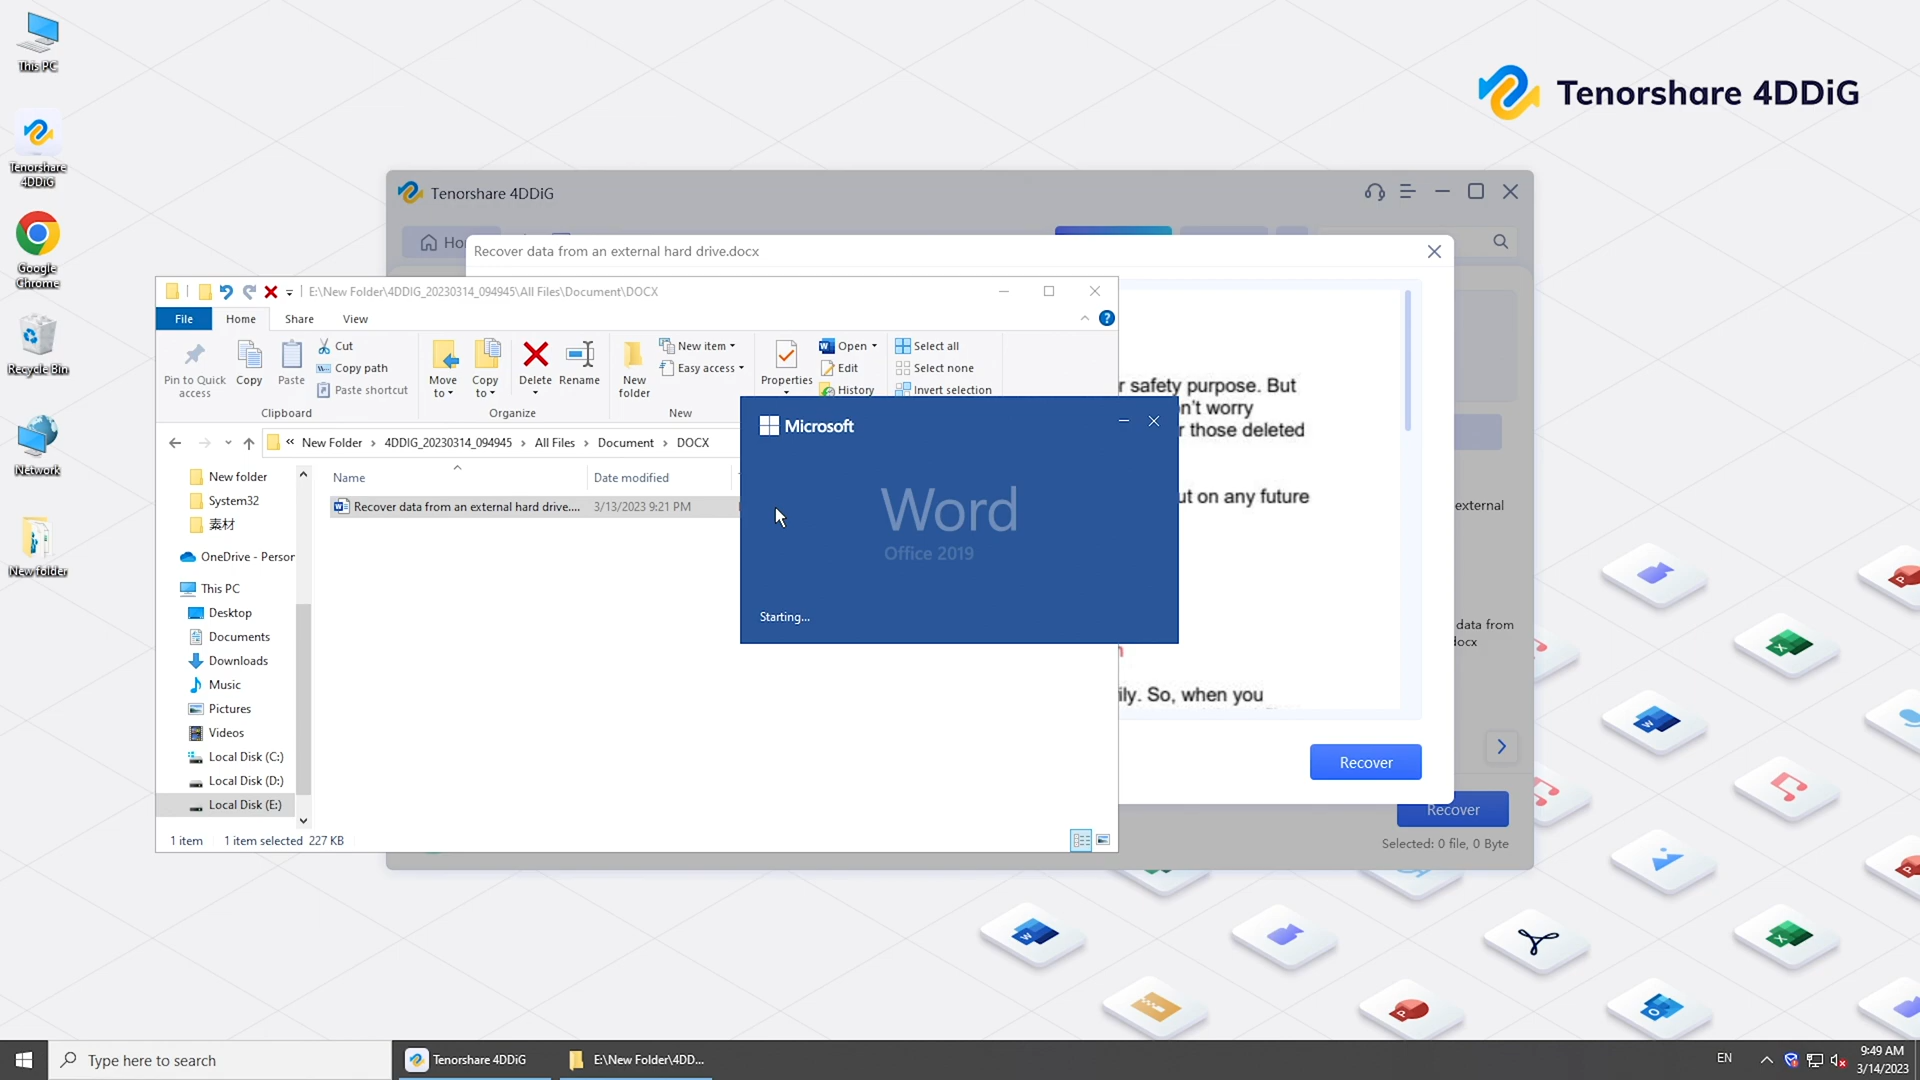 This PC
Tenorshare
4DDiG
Google
Chrome
Recycle Bin
Network
New folder
Tenorshare 4DDiG
Tenorshare 4DDiG
Recover data from an external hard drive.docx
E:\New Folder\4DDIG_20230314_094945\All Files\Document\DOCX
File
Home
Share
View
Pin to Quick
access
Copy
Paste
Cut
Copy path
Paste shortcut
Clipboard
Move
to
Copy
to
Delete
Rename
Organize
New
folder
New item
Easy access
New
Properties
Open
Edit
History
Select all
Select none
Invert selection
« New Folder > 4DDIG_20230314_094945 > All Files > Document > DOCX
Name
Date modified
Recover data from an external hard drive....
3/13/2023 9:21 PM
New folder
System32
素材
OneDrive - Person
This PC
Desktop
Documents
Downloads
Music
Pictures
Videos
Local Disk (C:)
Local Disk (D:)
Local Disk (E:)
1 item
1 item selected 227 KB
Microsoft
Word
Office 2019
Starting...
r safety purpose. But
n't worry
r those deleted
ut on any future
ily. So, when you
external
data from
Recover
Recover
Selected: 0 file, 0 Byte
Type here to search
Tenorshare 4DDiG
E:\New Folder\4DD...
EN
9:49 AM
3/14/2023